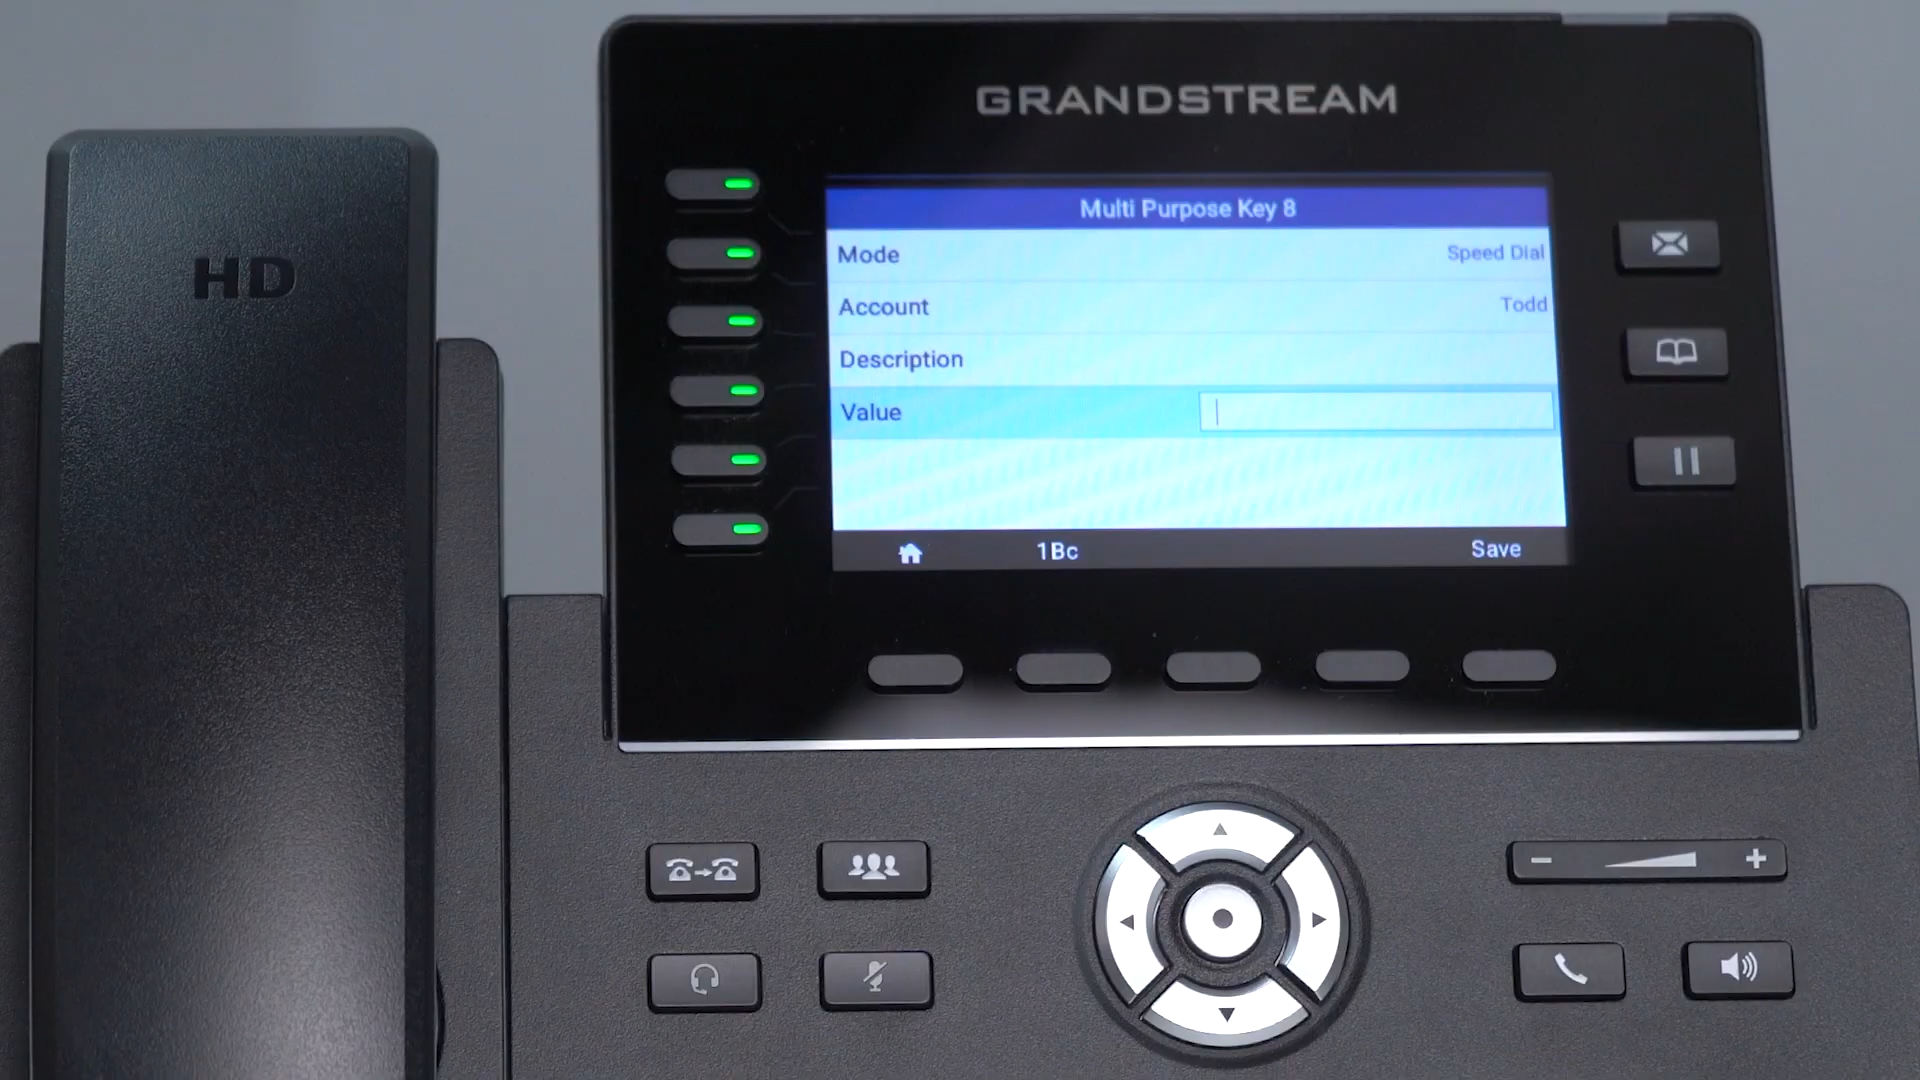 GRANDSTREAM
HD
Multi Purpose Key 8
Mode Speed Dial
Account Todd
Description
Value
1Bc Save